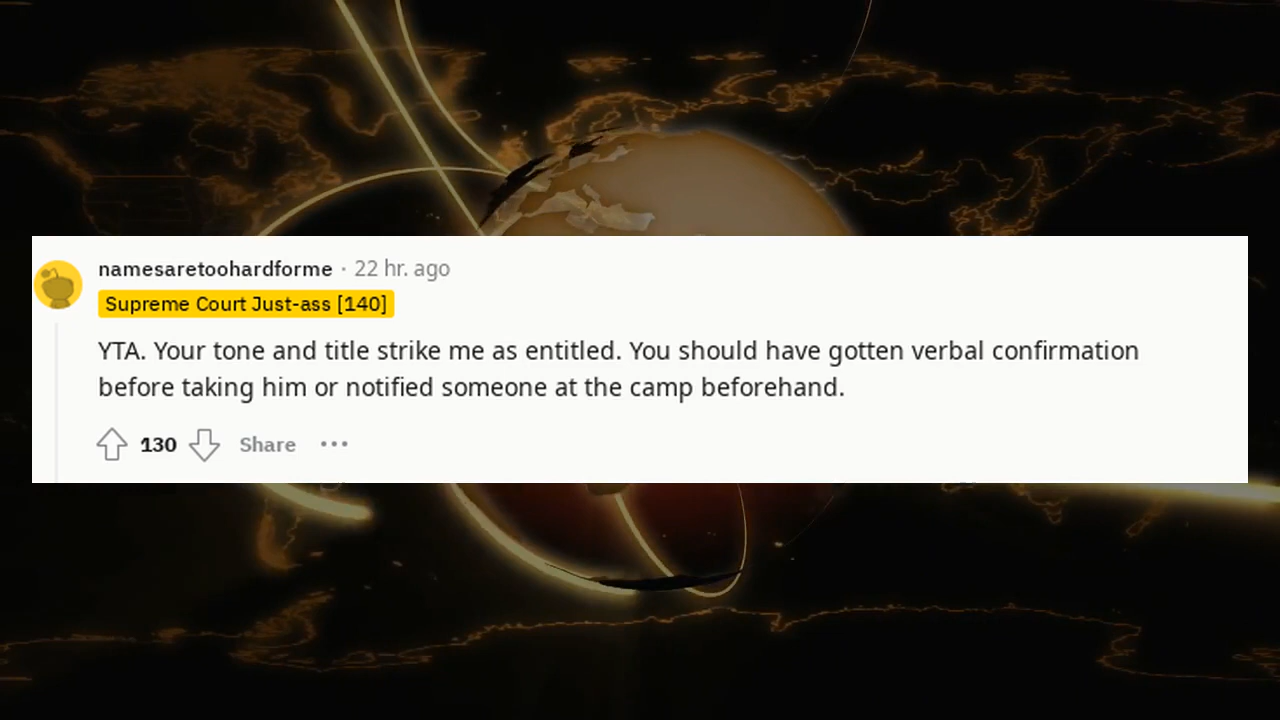 namesaretoohardforme · 22 hr. ago
Supreme Court Just-ass [140]
YTA. Your tone and title strike me as entitled. You should have gotten verbal confirmation
before taking him or notified someone at the camp beforehand.
130 Share •••